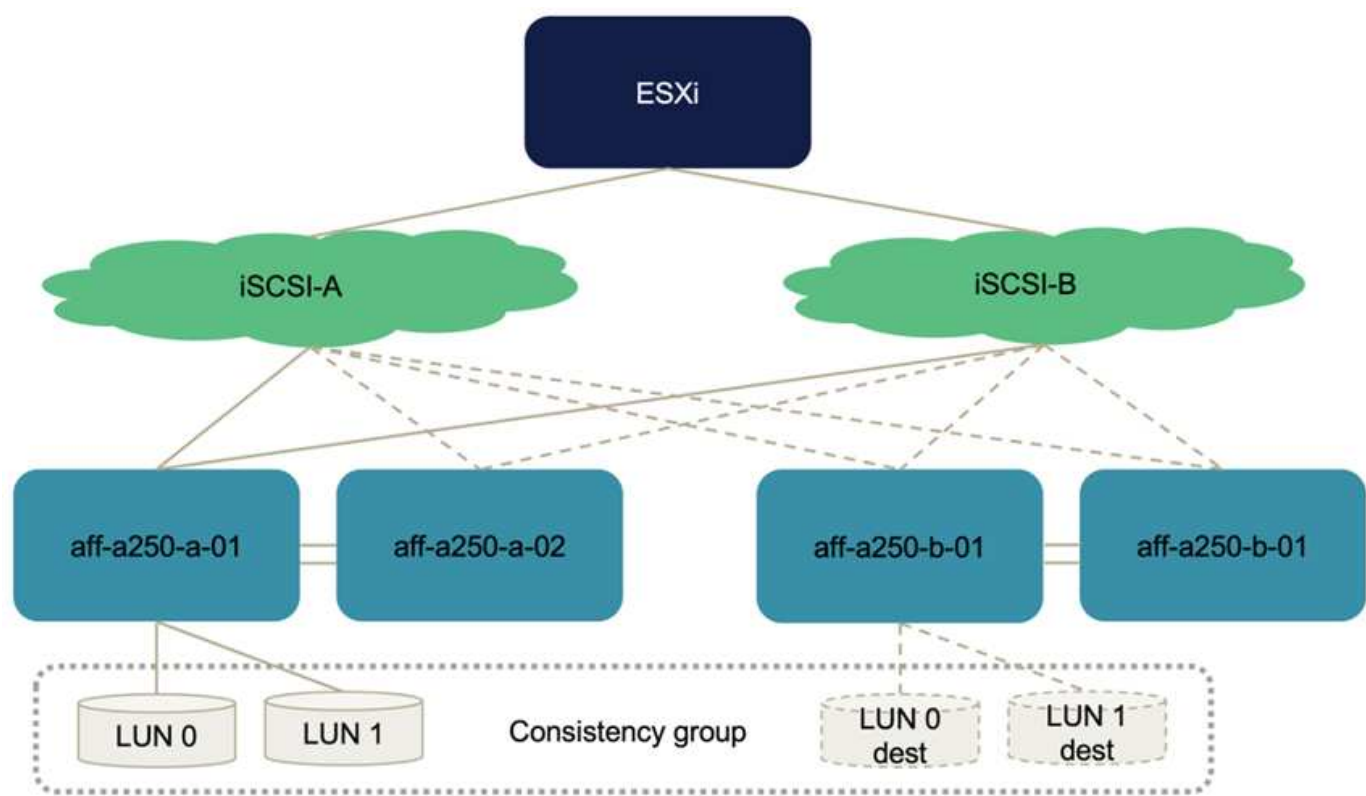 ESXi
iSCSI-A
iSCSI-B
aff-a250-a-01
aff-a250-a-02
aff-a250-b-01
aff-a250-b-01
LUN 0
LUN 1
Consistency group
LUN 0
dest
LUN 1
dest